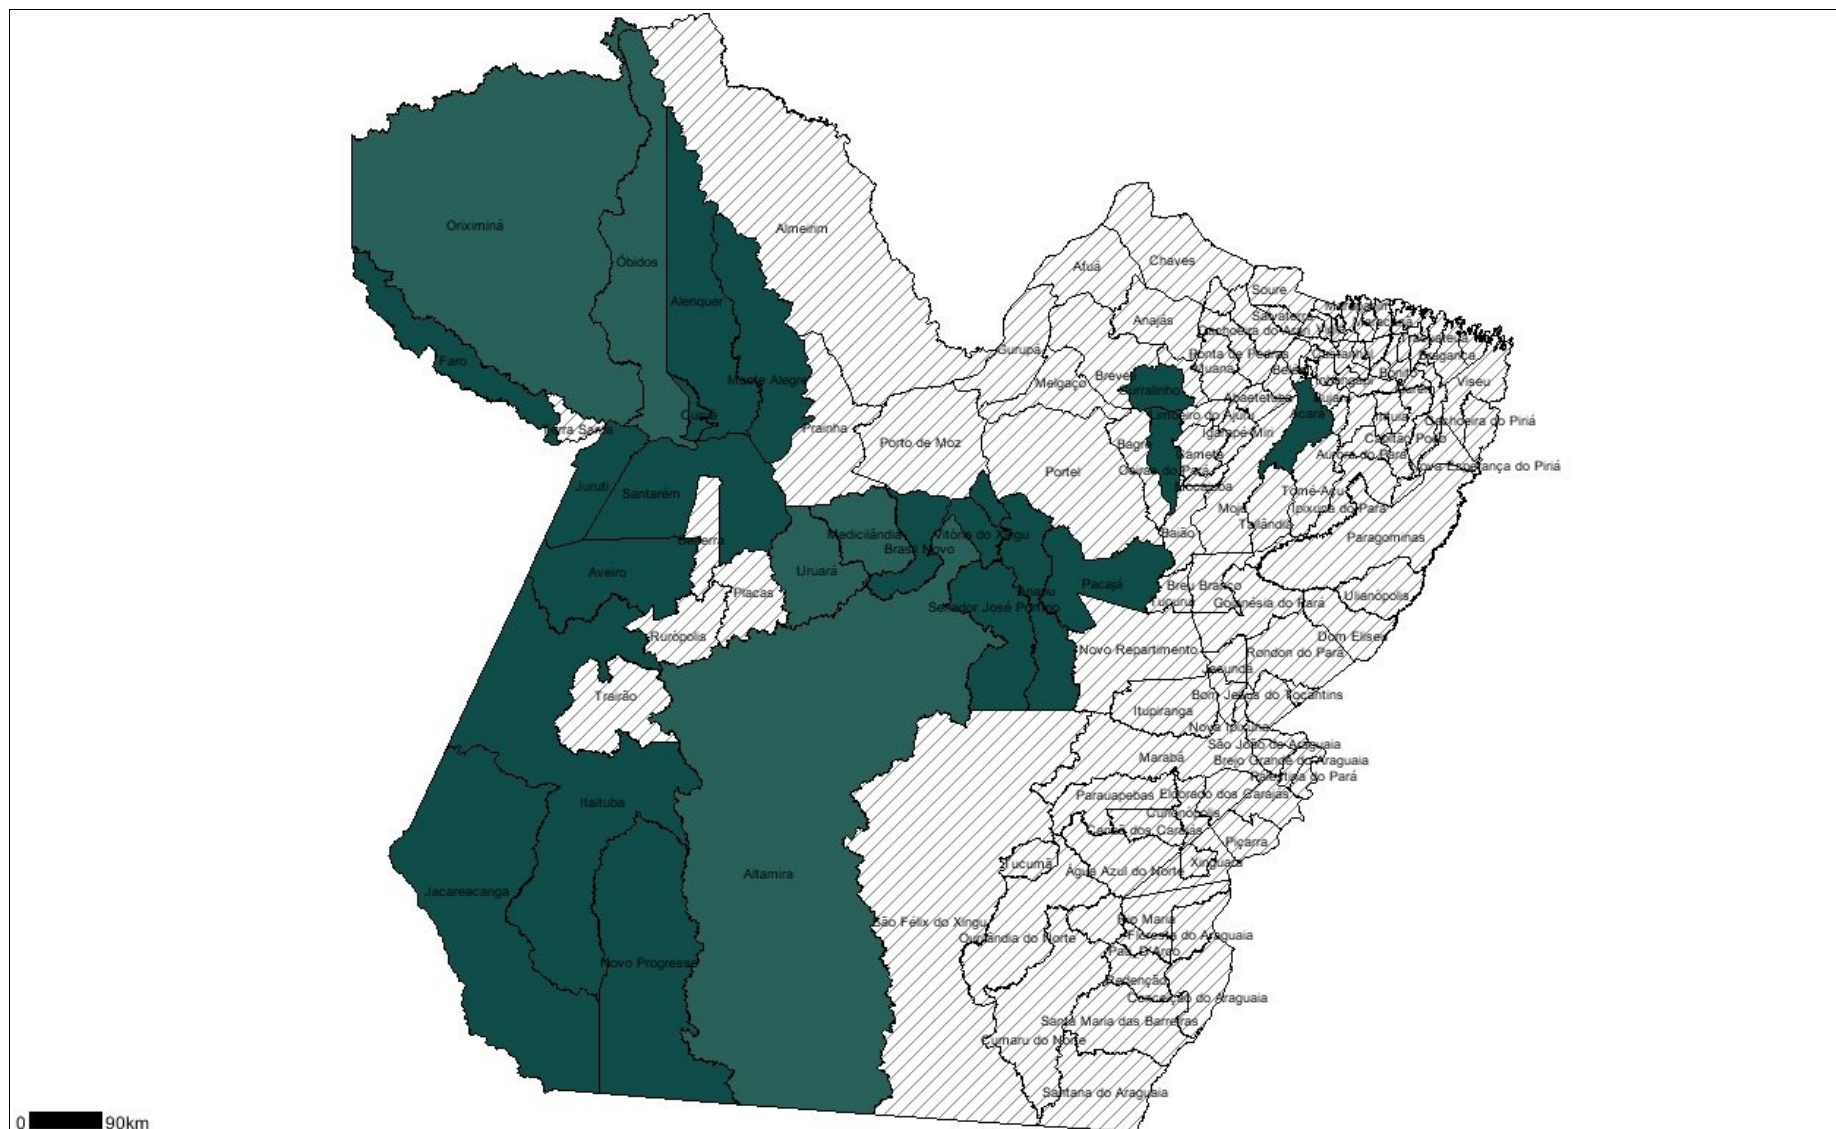 Oriximiná
Óbidos
Almeirim
Alenquer
Faro
Monte Alegre
Curuá
Terra Santa
Prainha
Porto de Moz
Afuá
Chaves
Soure
Salvaterra
Anajás
Cachoeira do Arari
Gurupá
Melgaço
Breves
Curralinho
Ponta de Pedras
Muaná
Castanhal
Bragança
Viseu
Bonito
Bujaru
Abaetetuba
Limoeiro do Ajuru
Acará
Igarapé-Miri
Cachoeira do Piriá
Capitão Poço
Aurora do Pará
Nova Esperança do Piriá
Bagre
Cametá
Oeiras do Pará
Mocajuba
Portel
Juruti
Santarém
Belterra
Moju
Tomé-Açu
Tailândia
Ipixuna do Pará
Paragominas
Baião
Medicilândia
Brasil Novo
Vitória do Xingu
Aveiro
Uruará
Placas
Anapu
Senador José Porfírio
Pacajá
Breu Branco
Tucuruí
Goianésia do Pará
Ulianópolis
Rurópolis
Dom Eliseu
Rondon do Pará
Novo Repartimento
Jacundá
Trairão
Bom Jesus do Tocantins
Itupiranga
Nova Ipixuna
São João do Araguaia
Marabá
Brejo Grande do Araguaia
Palestina do Pará
Itaituba
Parauapebas
Eldorado dos Carajás
Curionópolis
Canaã dos Carajás
Piçarra
Tucumã
Água Azul do Norte
Xinguara
Altamira
Jacareacanga
São Félix do Xingu
Rio Maria
Ourilândia do Norte
Floresta do Araguaia
Pau D'Arco
Novo Progresso
Redenção
Conceição do Araguaia
Santa Maria das Barreiras
Cumaru do Norte
Santana do Araguaia
0 90km